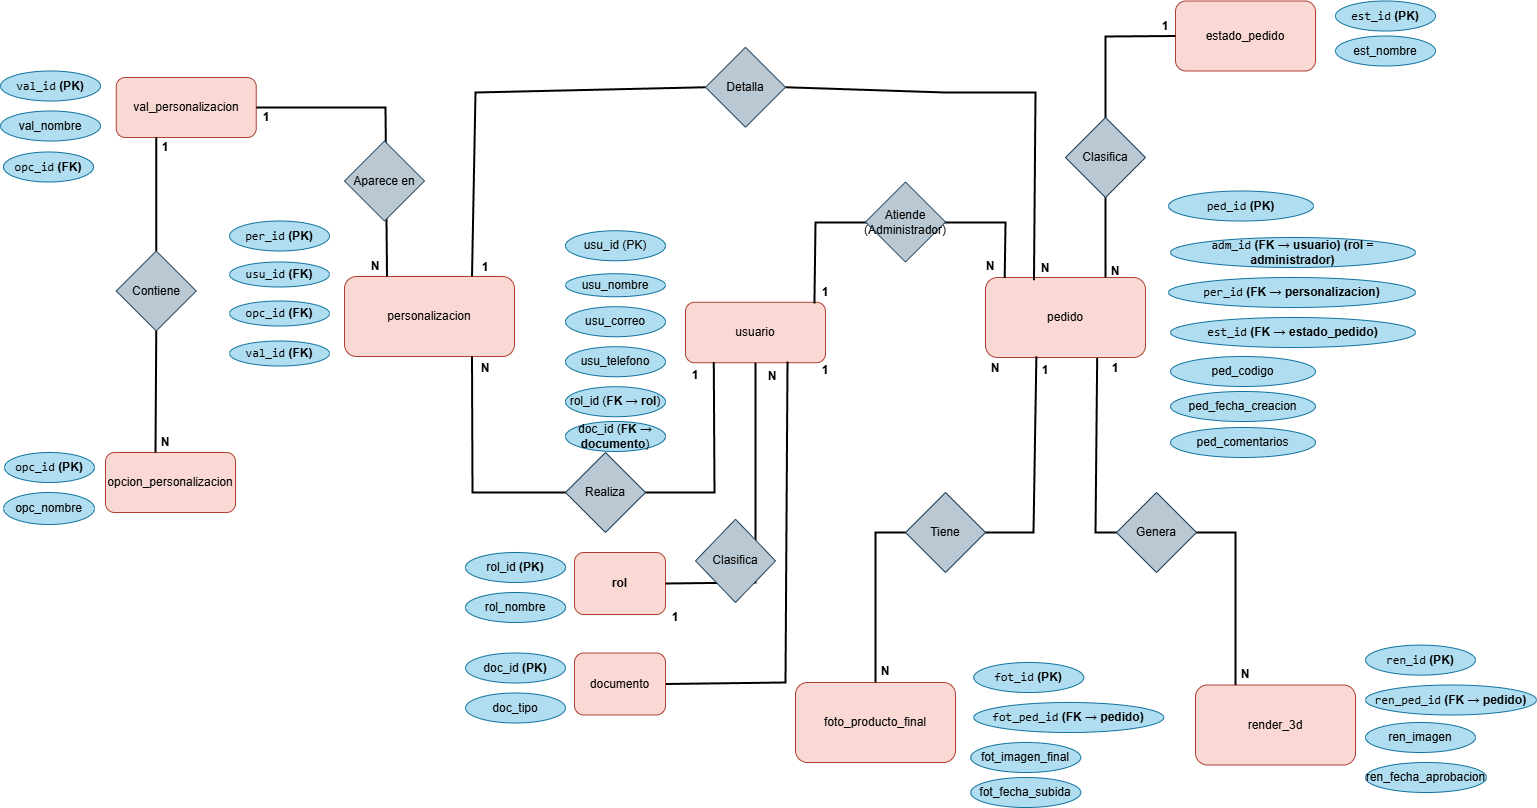 1
estado_pedido
est_id (PK)
est_nombre
val_id (PK)
val_nombre
opc_id (FK)
val_personalizacion
1
1
Detalla
Clasifica
Aparece en
N
1
per_id (PK)
usu_id (FK)
opc_id (FK)
val_id (FK)
Contiene
personalizacion
N
usu_id (PK)
usu_nombre
usu_correo
usu_telefono
rol_id (FK → rol)
doc_id (FK →
documento)
Atiende
(Administrador)
1
usuario
1
N
1
N
N
N
pedido
N
1
1
ped_id (PK)
adm_id (FK → usuario) (rol =
administrador)
per_id (FK → personalizacion)
est_id (FK → estado_pedido)
ped_codigo
ped_fecha_creacion
ped_comentarios
N
opc_id (PK)
opc_nombre
opcion_personalizacion
Realiza
Tiene
Genera
rol_id (PK)
rol_nombre
rol
Clasifica
1
doc_id (PK)
doc_tipo
documento
N
foto_producto_final
fot_id (PK)
fot_ped_id (FK → pedido)
fot_imagen_final
fot_fecha_subida
N
render_3d
ren_id (PK)
ren_ped_id (FK → pedido)
ren_imagen
ren_fecha_aprobacion